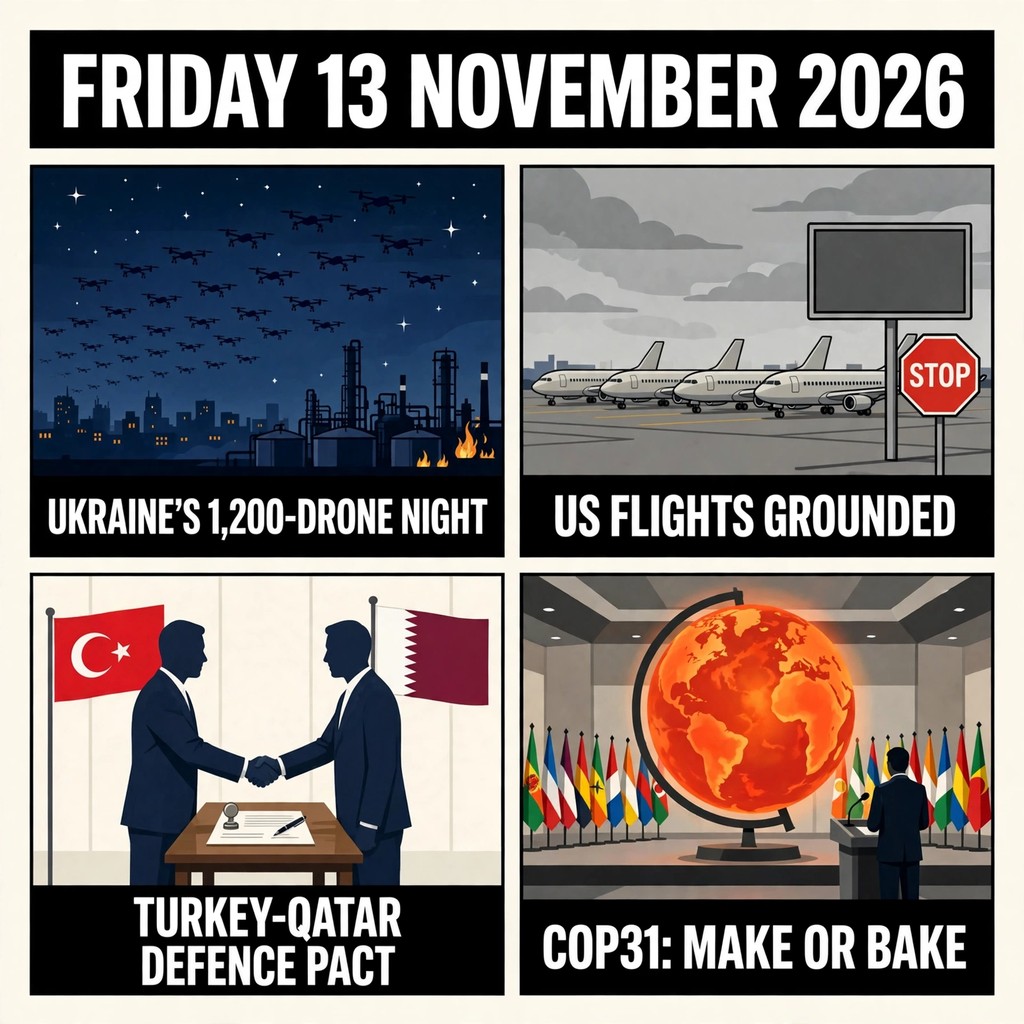 FRIDAY 13 NOVEMBER 2026
UKRAINE'S 1,200-DRONE NIGHT
STOP
US FLIGHTS GROUNDED
TURKEY-QATAR
DEFENCE PACT
COP31: MAKE OR BAKE